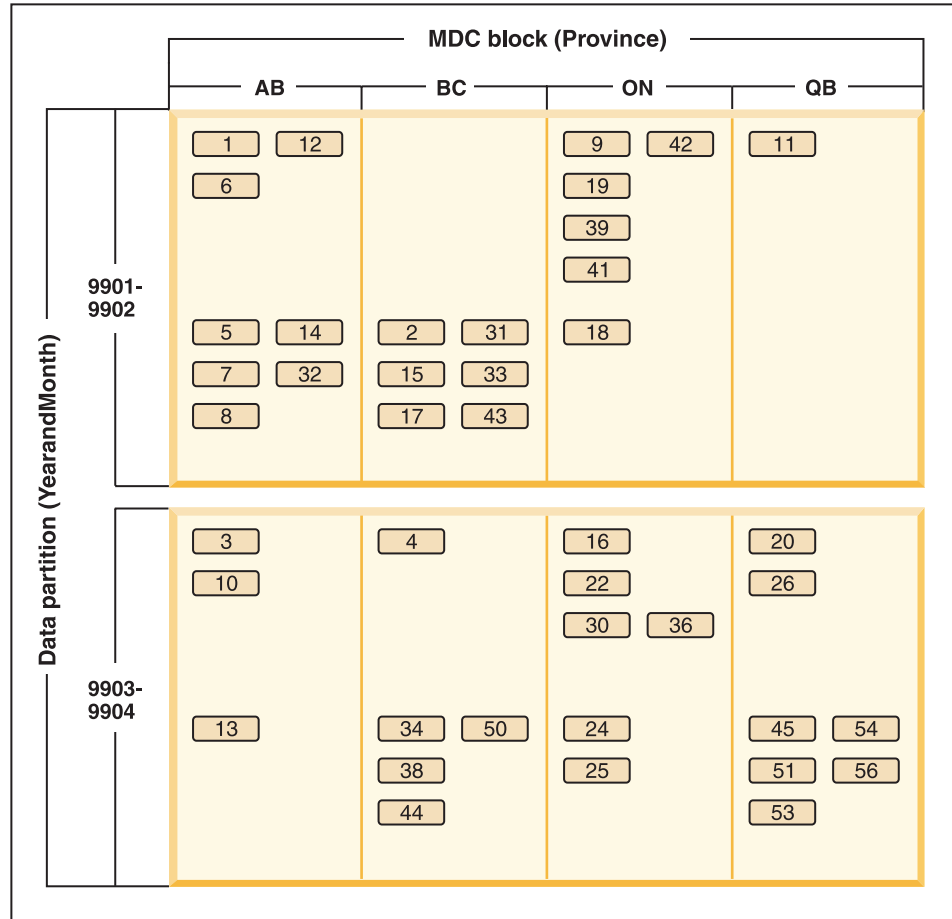 MDC block (Province)
AB BC ON QB
Data partition (YearandMonth)
9901-
9902
1 12 9 42 11
6 19
39
41
5 14 2 31 18
7 32 15 33
8 17 43
9903-
9904
3 4 16 20
10 22 26
30 36
13 34 50 24 45 54
38 25 51 56
44 53